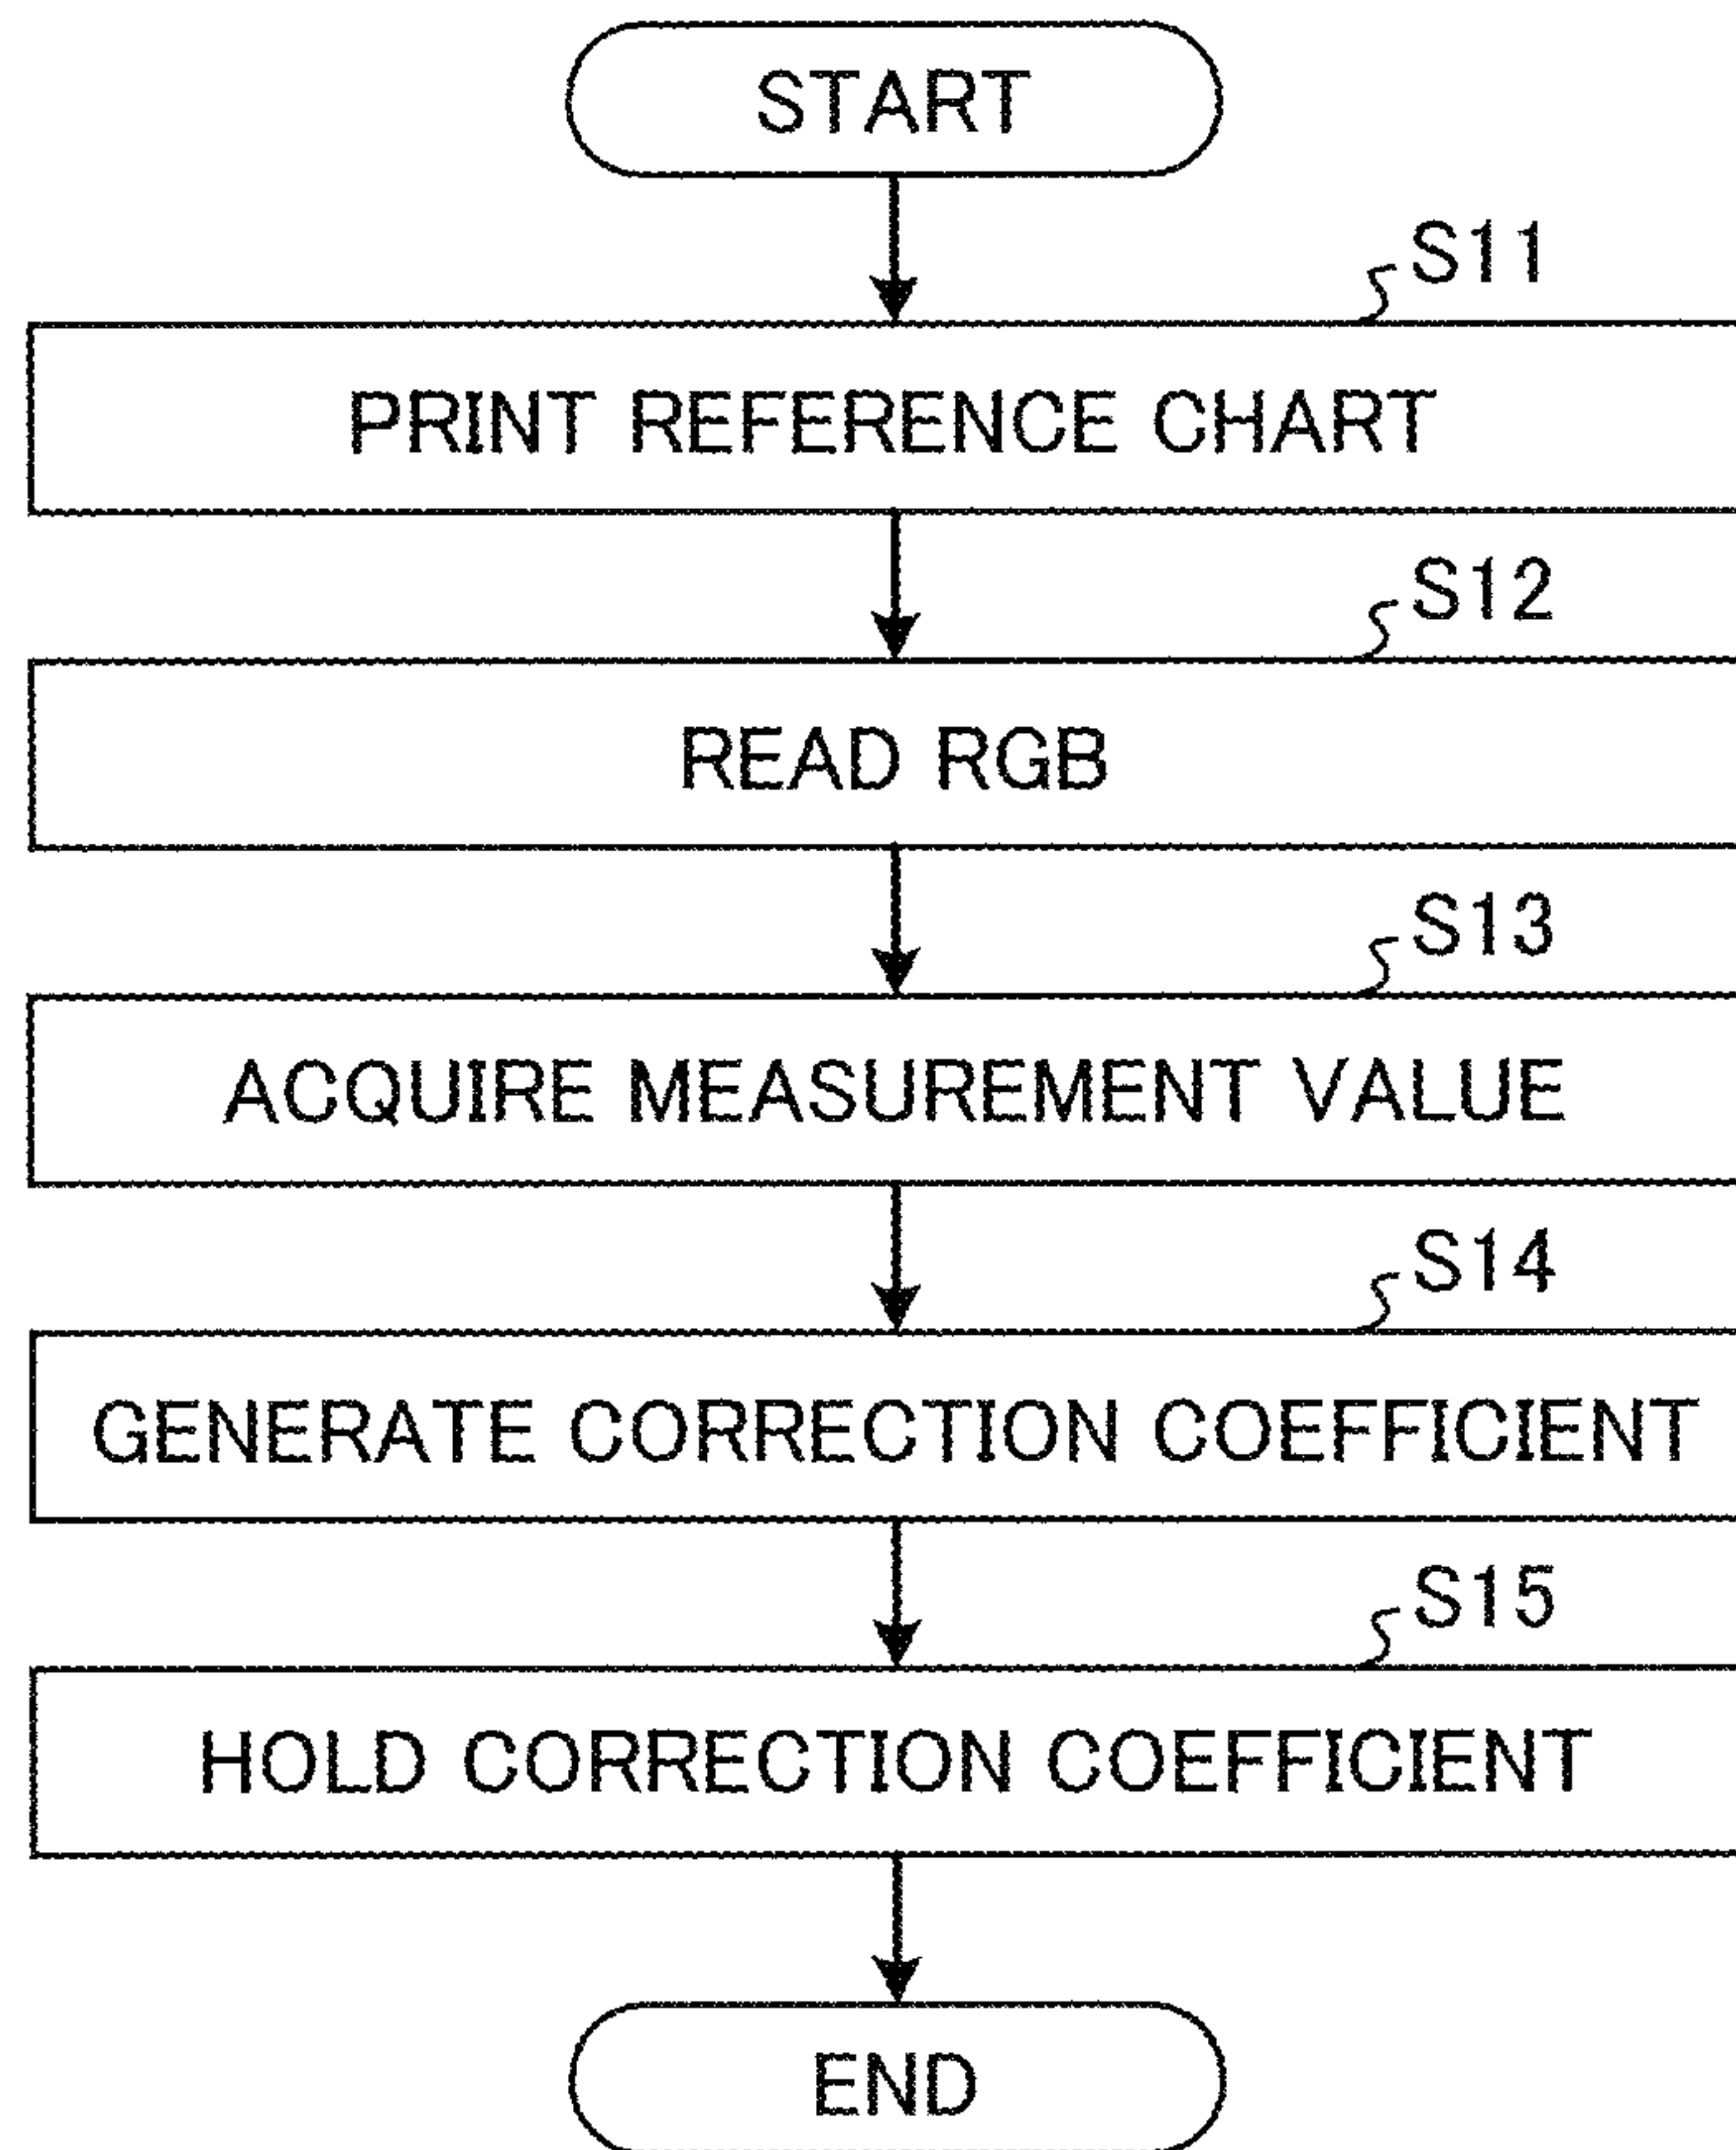 START
S11
PRINT REFERENCE CHART
S12
READ RGB
S13
ACQUIRE MEASUREMENT VALUE
S14
GENERATE CORRECTION COEFFICIENT
S15
HOLD CORRECTION COEFFICIENT
END